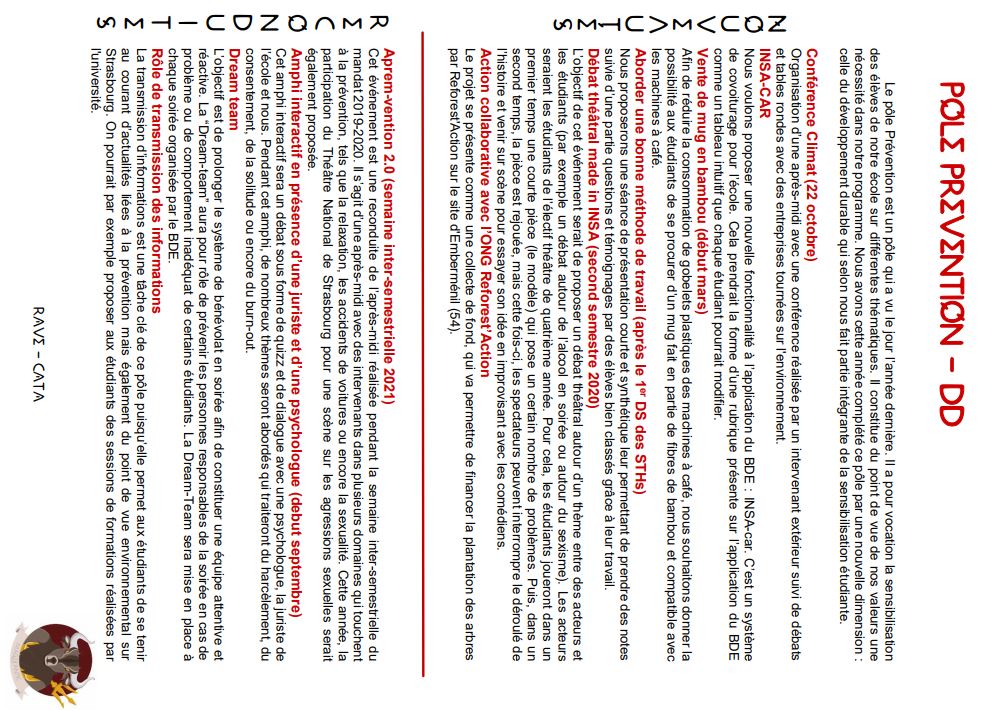 PÔLE PREVENTION - DD
Le pôle Prévention est un pôle qui a vu le jour l'année dernière. Il a pour vocation la sensibilisation
des élèves de notre école sur différentes thématiques. Il constitue du point de vue de nos valeurs une
nécessité dans notre programme. Nous avons cette année complété ce pôle par une nouvelle dimension :
celle du développement durable qui selon nous fait partie intégrante de la sensibilisation étudiante.
NOUVEAUTÉS
Conférence Climat (22 octobre)
Organisation d'une après-midi avec une conférence réalisée par un intervenant extérieur suivi de débats
et tables rondes avec des entreprises tournées sur l'environnement.
INSA-CAR
Nous voulons proposer une nouvelle fonctionnalité à l'application du BDE : INSA-car. C'est un système
de covoiturage pour l'école. Cela prendrait la forme d'une rubrique présente sur l'application du BDE
comme un tableau intuitif que chaque étudiant pourrait modifier.
Vente de mug en bambou (début mars)
Afin de réduire la consommation de gobelets plastiques des machines à café, nous souhaitons donner la
possibilité aux étudiants de se procurer d'un mug fait en partie de fibres de bambou et compatible avec
les machines à café.
Aborder une bonne méthode de travail (après le 1er DS des STHs)
Nous proposerons une séance de présentation courte et synthétique leur permettant de prendre des notes
suivie d'une partie questions et témoignages par des élèves bien classés grâce à leur travail.
Débat théâtral made in INSA (second semestre 2020)
L'objectif de cet événement serait de proposer un débat théâtral autour d'un thème entre des acteurs et
les étudiants (par exemple un débat autour de l'alcool en soirée ou autour du sexisme). Les acteurs
seraient les étudiants de l'électif théâtre de quatrième année. Pour cela, les étudiants joueront dans un
premier temps une courte pièce (le modèle) qui pose un certain nombre de problèmes. Puis, dans un
second temps, la pièce est rejouée, mais cette fois-ci, les spectateurs peuvent interrompre le déroulé de
l'histoire et venir sur scène pour essayer son idée en improvisant avec les comédiens.
Action collaborative avec l'ONG Reforest'Action
Le projet se présente comme une collecte de fond, qui va permettre de financer la plantation des arbres
par Reforest'Action sur le site d'Emberménil (54).
RECONDUITES
Aprem-vention 2.0 (semaine inter-semestrielle 2021)
Cet événement est une reconduite de l'après-midi réalisée pendant la semaine inter-semestrielle du
mandat 2019-2020. Il s'agit d'une après-midi avec des intervenants dans plusieurs domaines qui touchent
à la prévention, tels que la relaxation, les accidents de voitures ou encore la sexualité. Cette année, la
participation du Théâtre National de Strasbourg pour une scène sur les agressions sexuelles serait
également proposée.
Amphi interactif en présence d'une juriste et d'une psychologue (debut septembre)
Cet amphi interactif sera un débat sous forme de quizz et de dialogue avec une psychologue, la juriste de
l'école et nous. Pendant cet amphi, de nombreux thèmes seront abordés qui traiteront du harcèlement, du
consentement, de la solitude ou encore du burn-out.
Dream team
L'objectif est de prolonger le système de bénévolat en soirée afin de constituer une équipe attentive et
réactive. La "Dream-team" aura pour rôle de prévenir les personnes responsables de la soirée en cas de
problème ou de comportement inadéquat de certains étudiants. La Dream-Team sera mise en place à
chaque soirée organisée par le BDE.
Rôle de transmission des informations
La transmission d'informations est une tâche clé de ce pôle puisqu'elle permet aux étudiants de se tenir
au courant d'actualités liées à la prévention mais également du point de vue environnemental sur
Strasbourg. On pourrait par exemple proposer aux étudiants des sessions de formations réalisées par
l'université.
RAVE - CATA